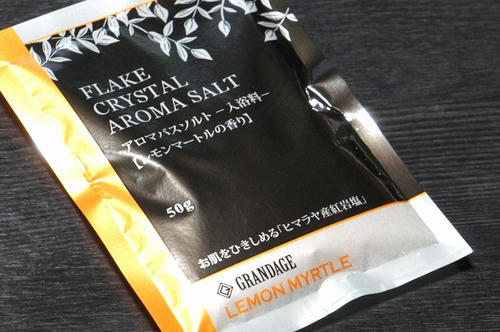 FLAKE
CRYSTAL
AROMA SALT
アロマバスソルト －入浴料－
【レモンマートルの香り】
50g
お肌をひきしめる「ヒマラヤ産紅岩塩」
GRANDAGE
LEMON MYRTLE